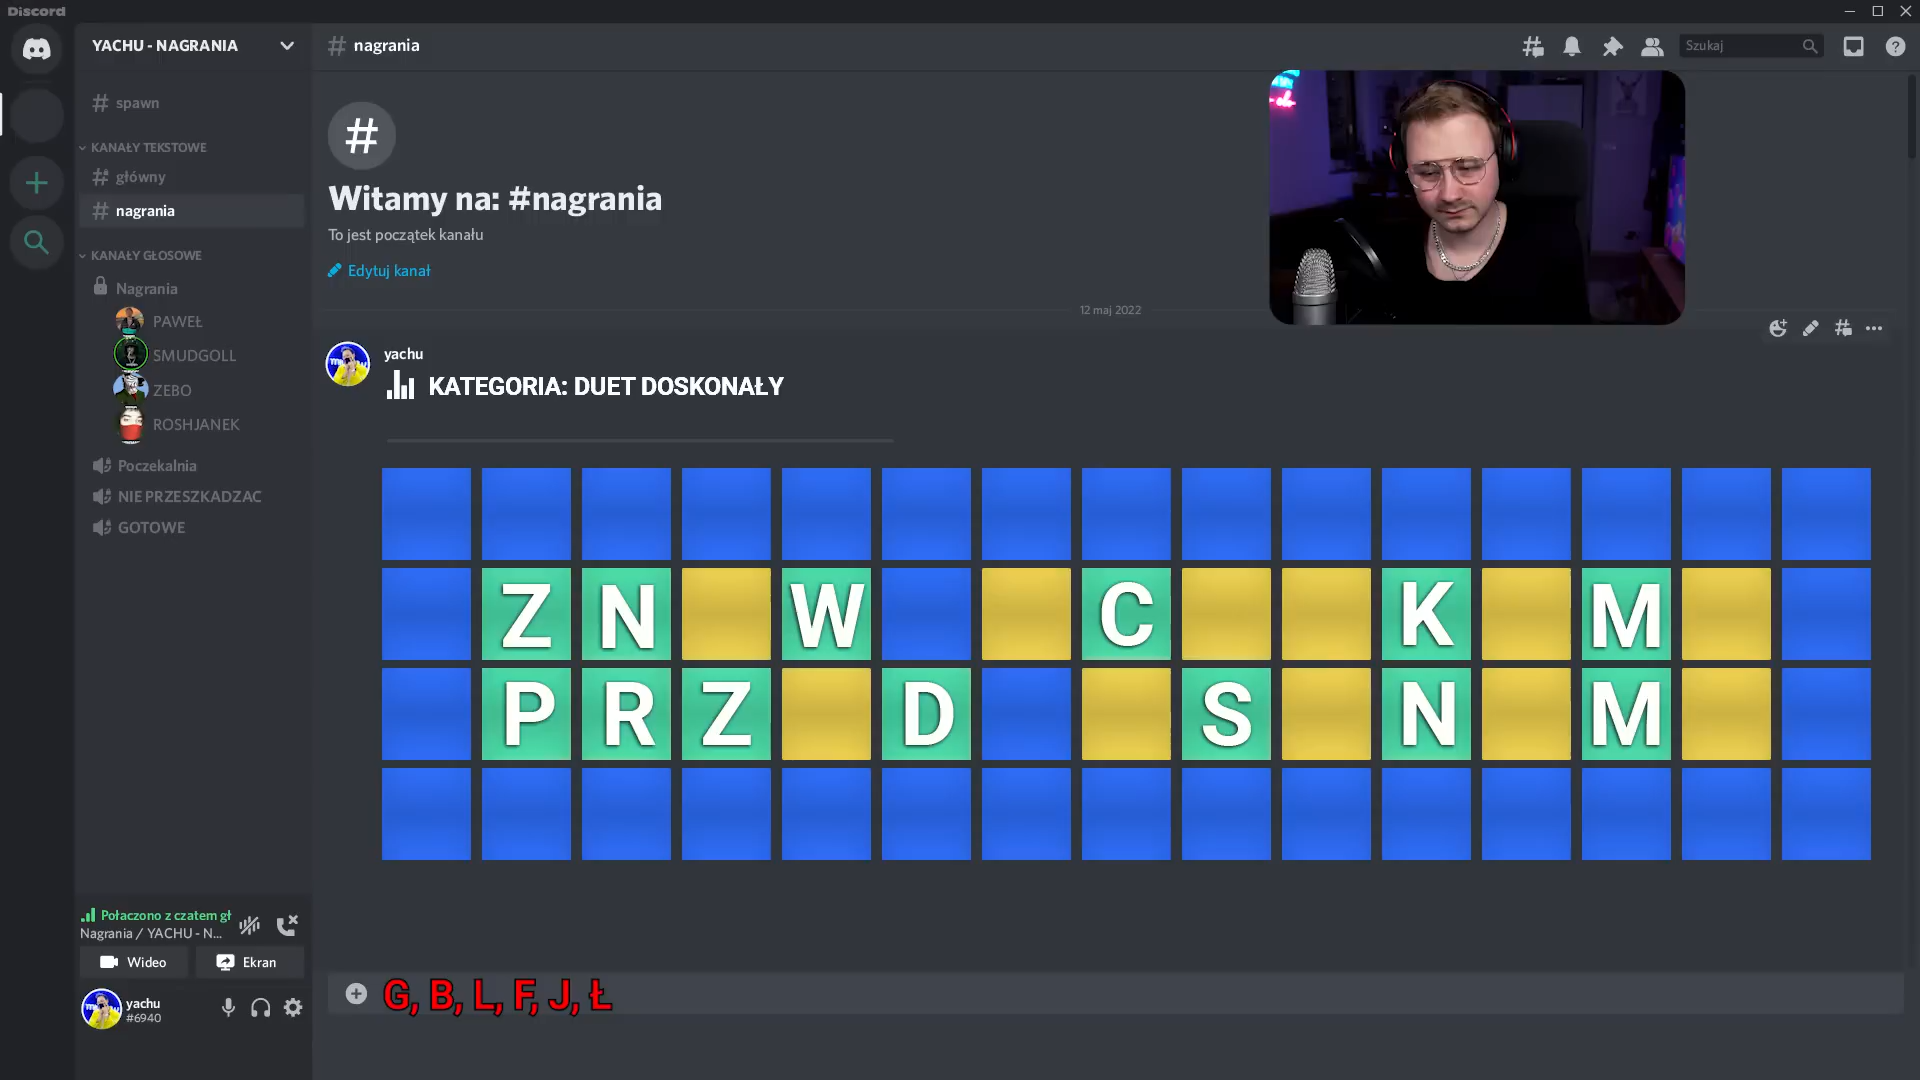 Discord
YACHU - NAGRANIA
nagrania
Szukaj
spawn
KANAŁY TEKSTOWE
główny
nagrania
KANAŁY GŁOSOWE
Nagrania
PAWEŁ
SMUDGOLL
ZEBO
ROSHJANEK
Poczekalnia
NIE PRZESZKADZAC
GOTOWE
Witamy na: #nagrania
To jest początek kanału
Edytuj kanał
12 maj 2022
yachu
KATEGORIA: DUET DOSKONAŁY
Z N W C K M
P R Z D S N M
Połaczono z czatem gł
Nagrania / YACHU - N...
Wideo
Ekran
yachu
#6940
G, B, L, F, J, Ł